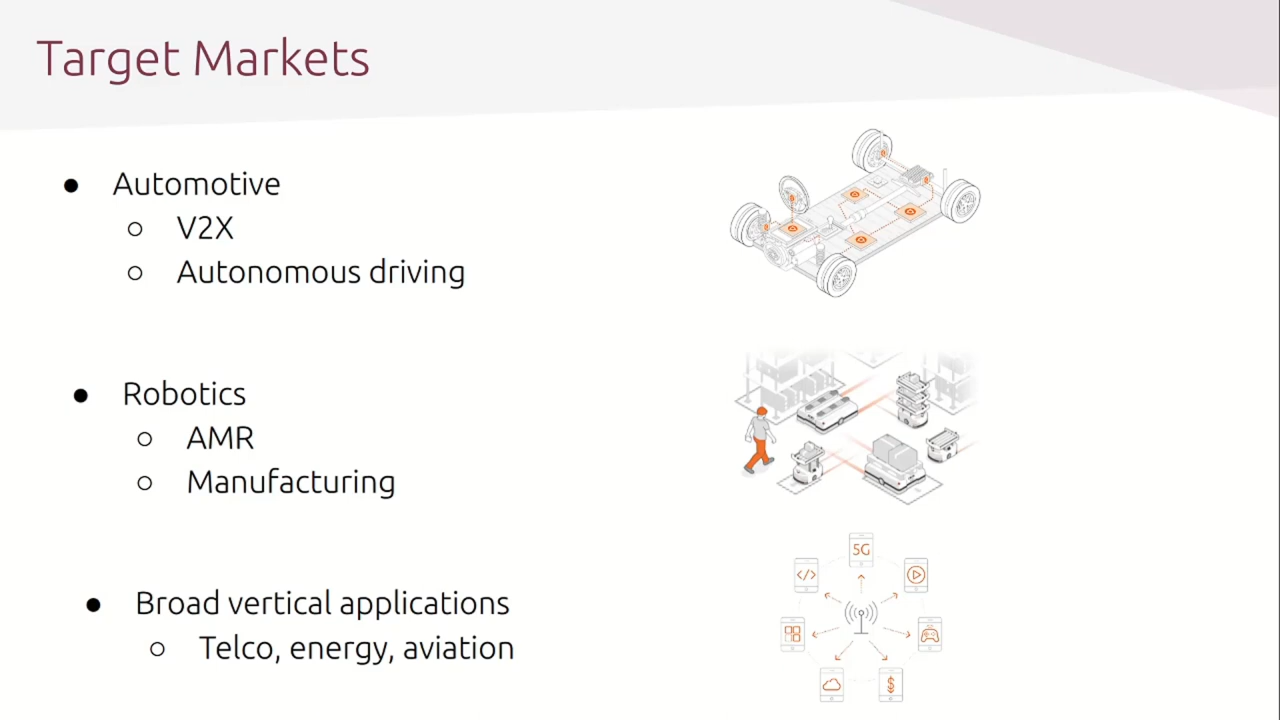 Target Markets
● Automotive
○ V2X
○ Autonomous driving
● Robotics
○ AMR
○ Manufacturing
● Broad vertical applications
○ Telco, energy, aviation
5G
</>
$